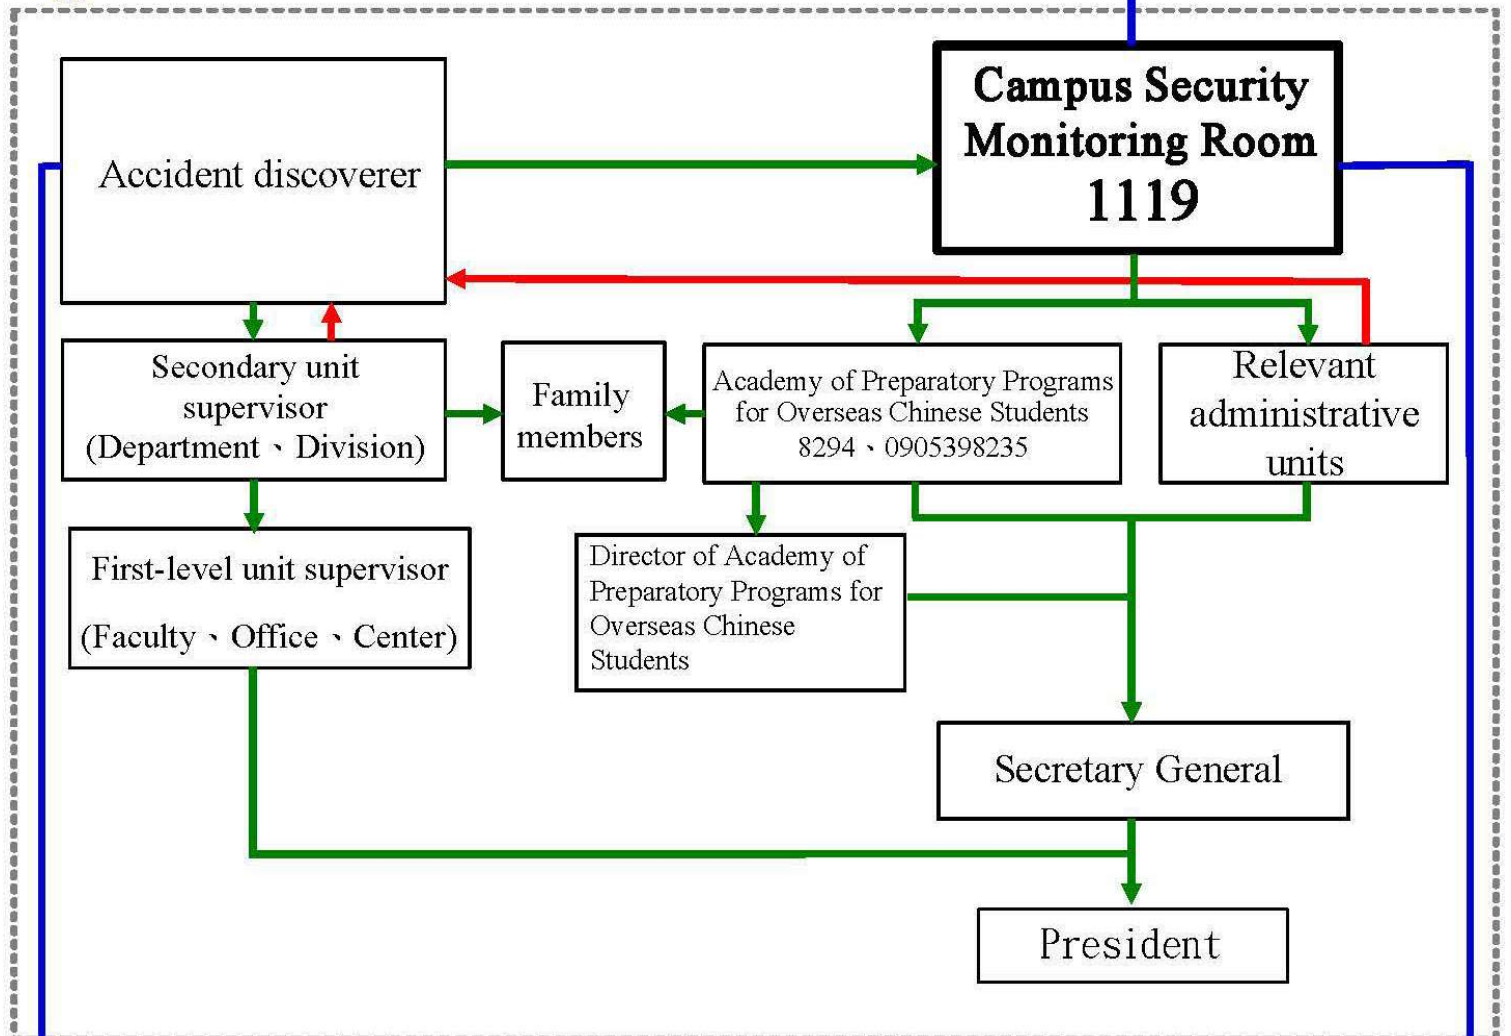 Accident discoverer
Campus Security
Monitoring Room
1119
Secondary unit
supervisor
(Department、Division)
Family
members
Academy of Preparatory Programs
for Overseas Chinese Students
8294、0905398235
Relevant
administrative
units
First-level unit supervisor
(Faculty、Office、Center)
Director of Academy of
Preparatory Programs for
Overseas Chinese
Students
Secretary General
President